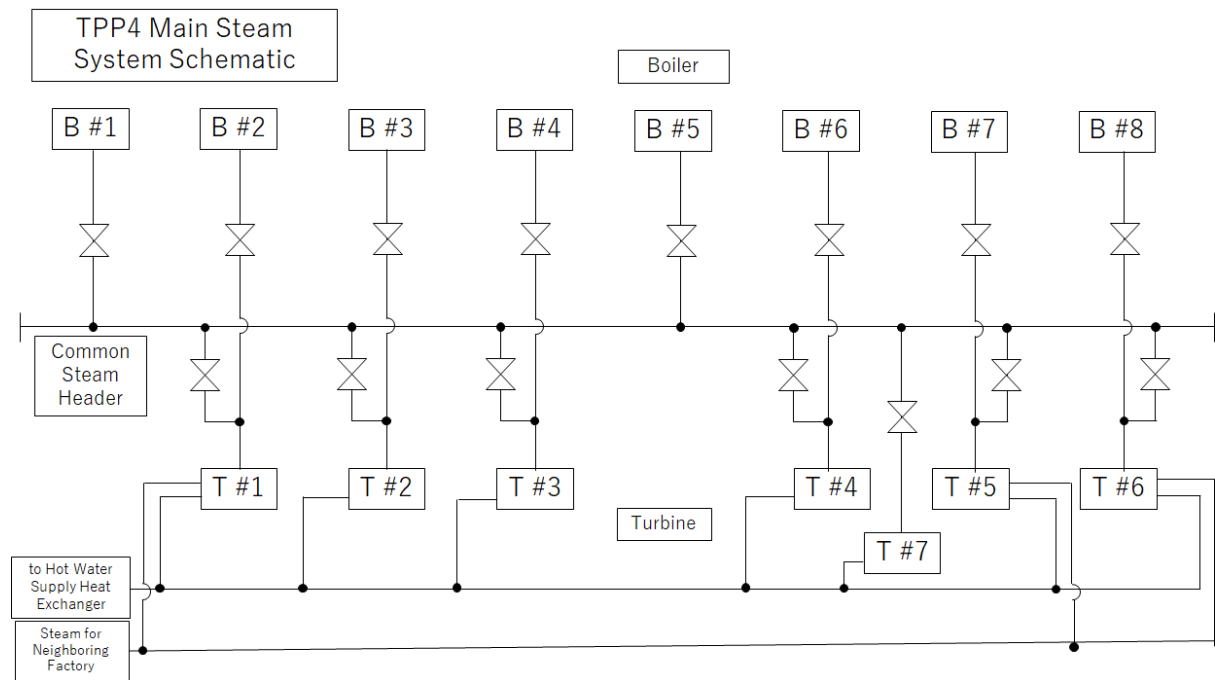 TPP4 Main Steam
System Schematic
Boiler
B #1
B #2
B #3
B #4
B #5
B #6
B #7
B #8
Common
Steam
Header
T #1
T #2
T #3
T #4
T #5
T #6
Turbine
T #7
to Hot Water
Supply Heat
Exchanger
Steam for
Neighboring
Factory